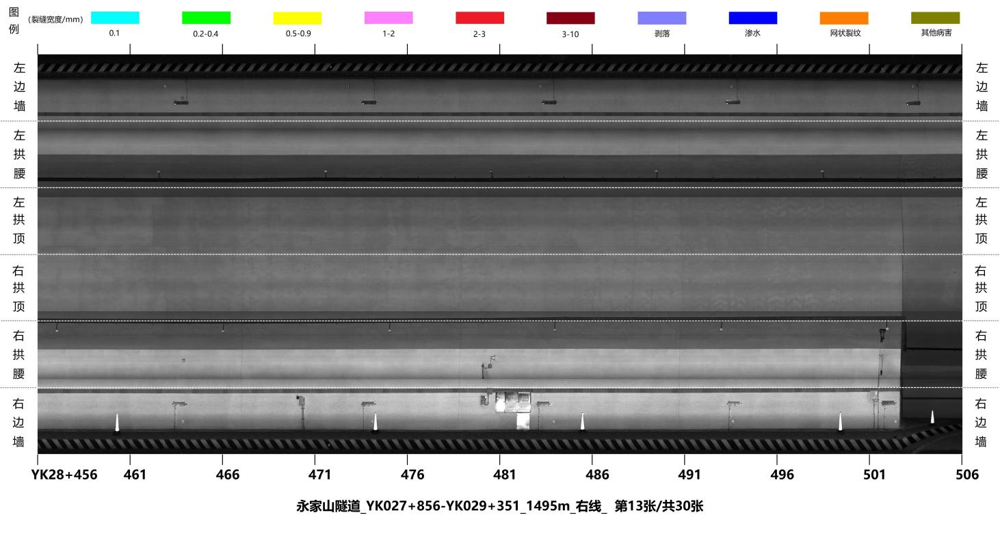 图例 (裂缝宽度/mm) 0.1 0.2-0.4 0.5-0.9 1-2 2-3 3-10 剥落 渗水 网状裂纹 其他病害
左边墙 左边墙
左拱腰 左拱腰
左拱顶 左拱顶
右拱顶 右拱顶
右拱腰 右拱腰
右边墙 右边墙
YK28+456 461 466 471 476 481 486 491 496 501 506
永家山隧道_YK027+856-YK029+351_1495m_右线_ 第13张/共30张